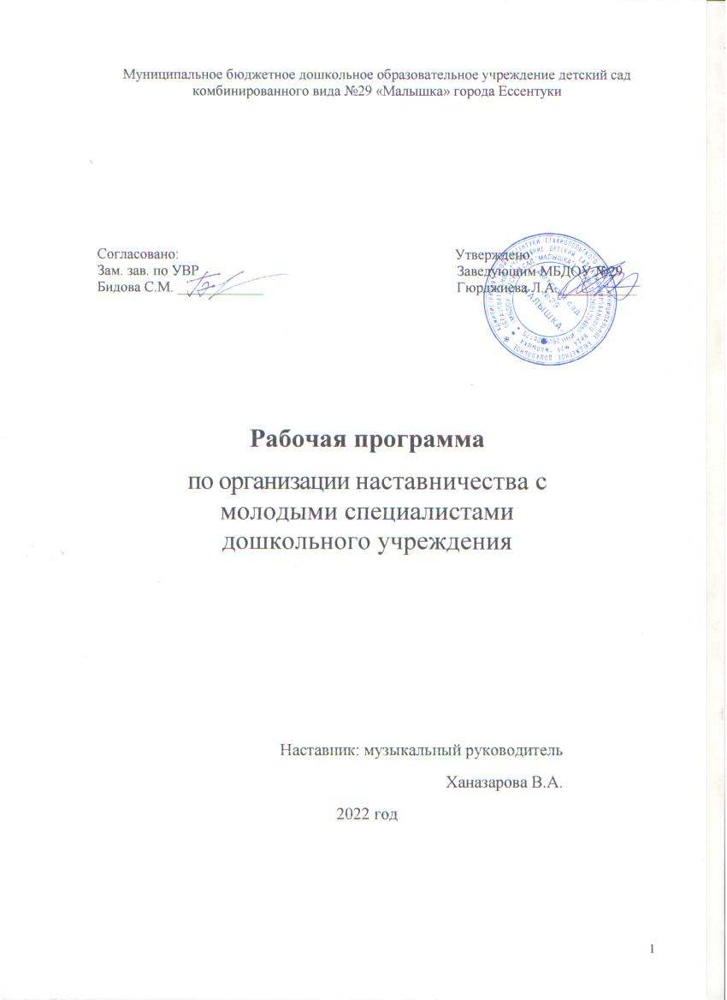 Муниципальное бюджетное дошкольное образовательное учреждение детский сад
комбинированного вида №29 «Малышка» города Ессентуки
Согласовано:
Зам. зав. по УВР
Бидова С.М.
Утверждено:
Заведующим МБДОУ №29
Гюрджиева Л.А.
МАЛЫШКА
Рабочая программа
по организации наставничества с
молодыми специалистами
дошкольного учреждения
Наставник: музыкальный руководитель
Ханазарова В.А.
2022 год
1